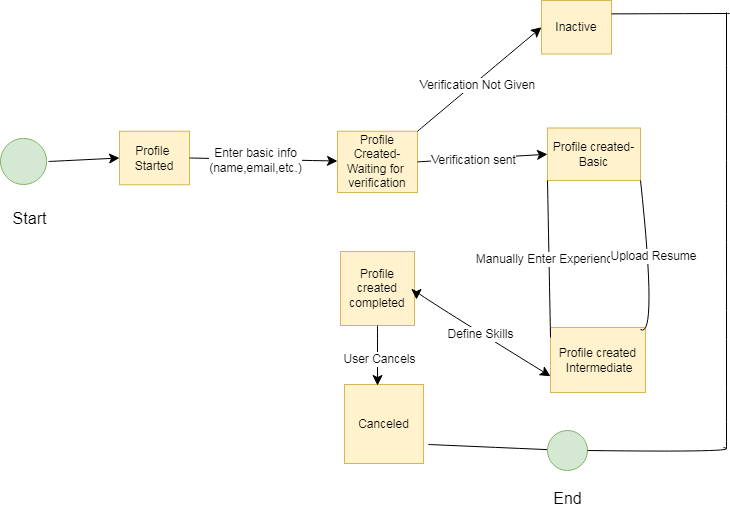 Inactive
Verification Not Given
Profile
Started
Enter basic info
(name,email,etc.)
Profile
Created-
Waiting for
verification
Verification sent
Profile created-
Basic
Start
Manually Enter Experienc
Upload Resume
Profile
created
completed
Define Skills
Profile created
Intermediate
User Cancels
Canceled
End